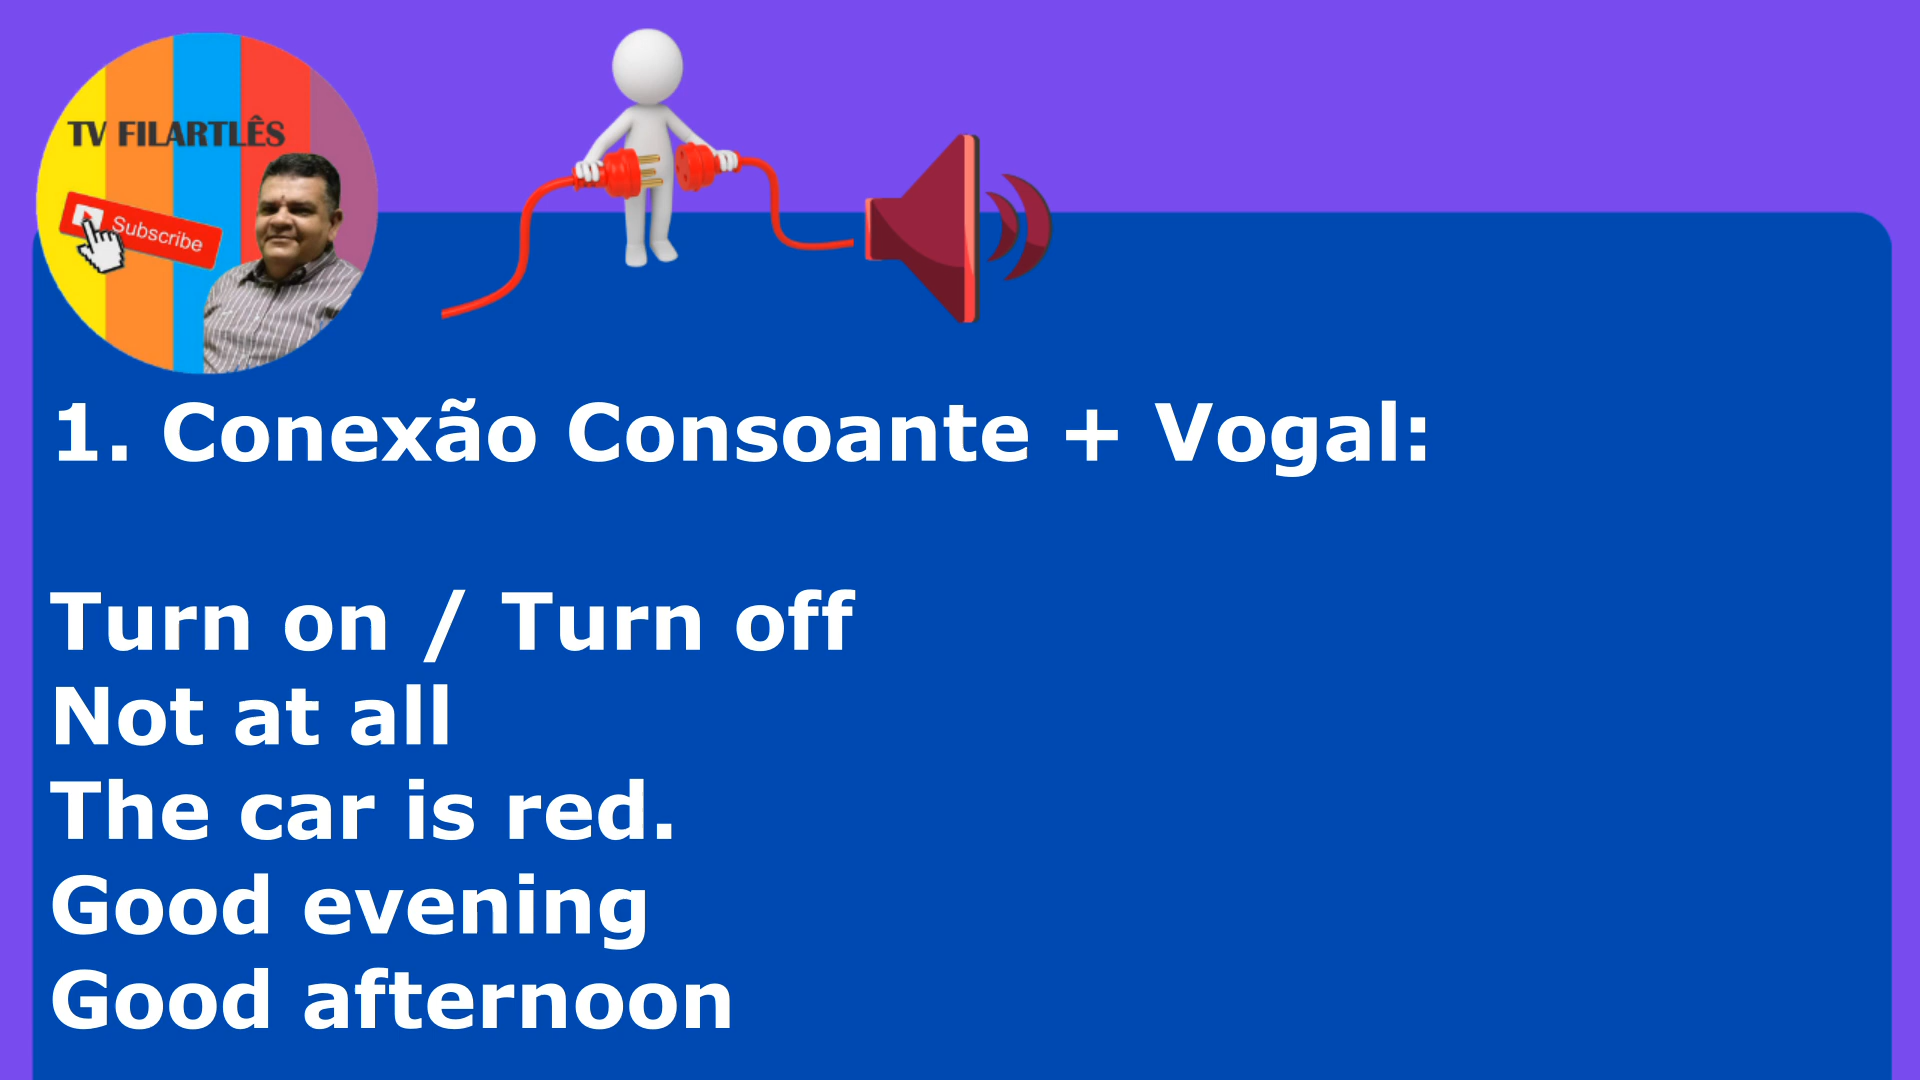 TV FILARTLÊS
Subscribe
1. Conexão Consoante + Vogal:
Turn on / Turn off
Not at all
The car is red.
Good evening
Good afternoon